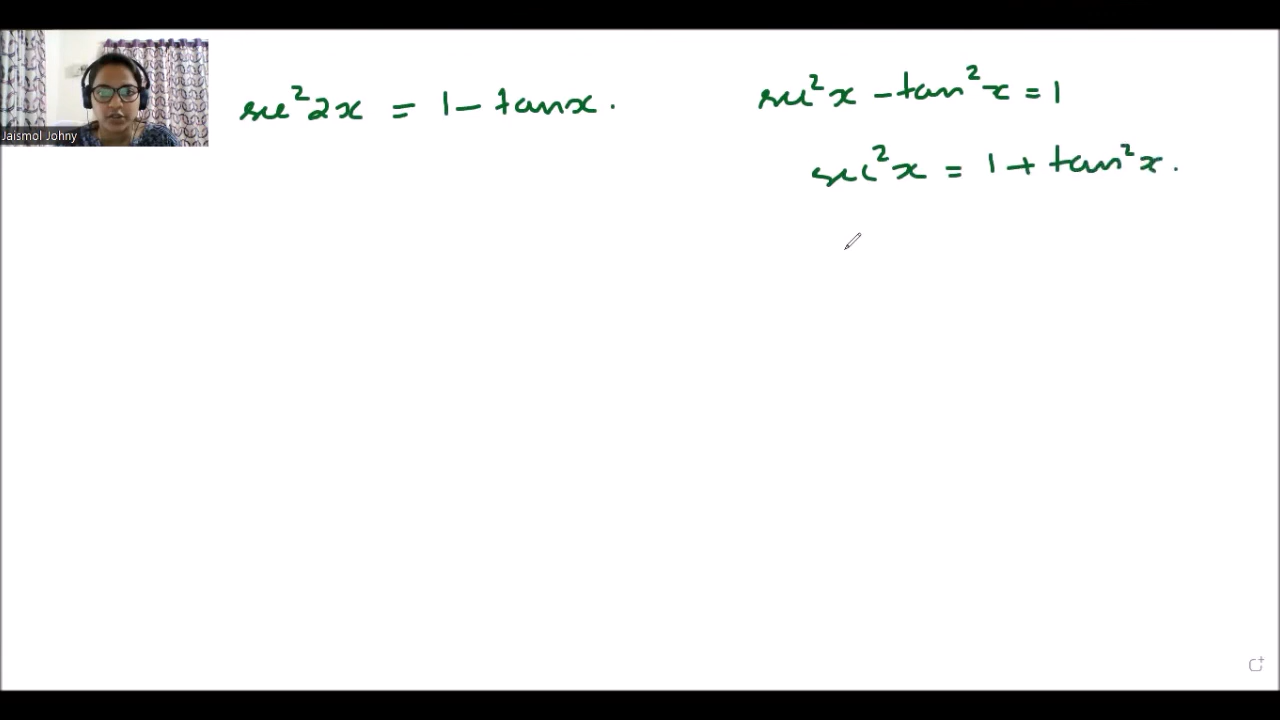 sec²2x = 1 - tanx.
sec²x - tan²x = 1
sec²x = 1 + tan²x.
Jaismol Johny